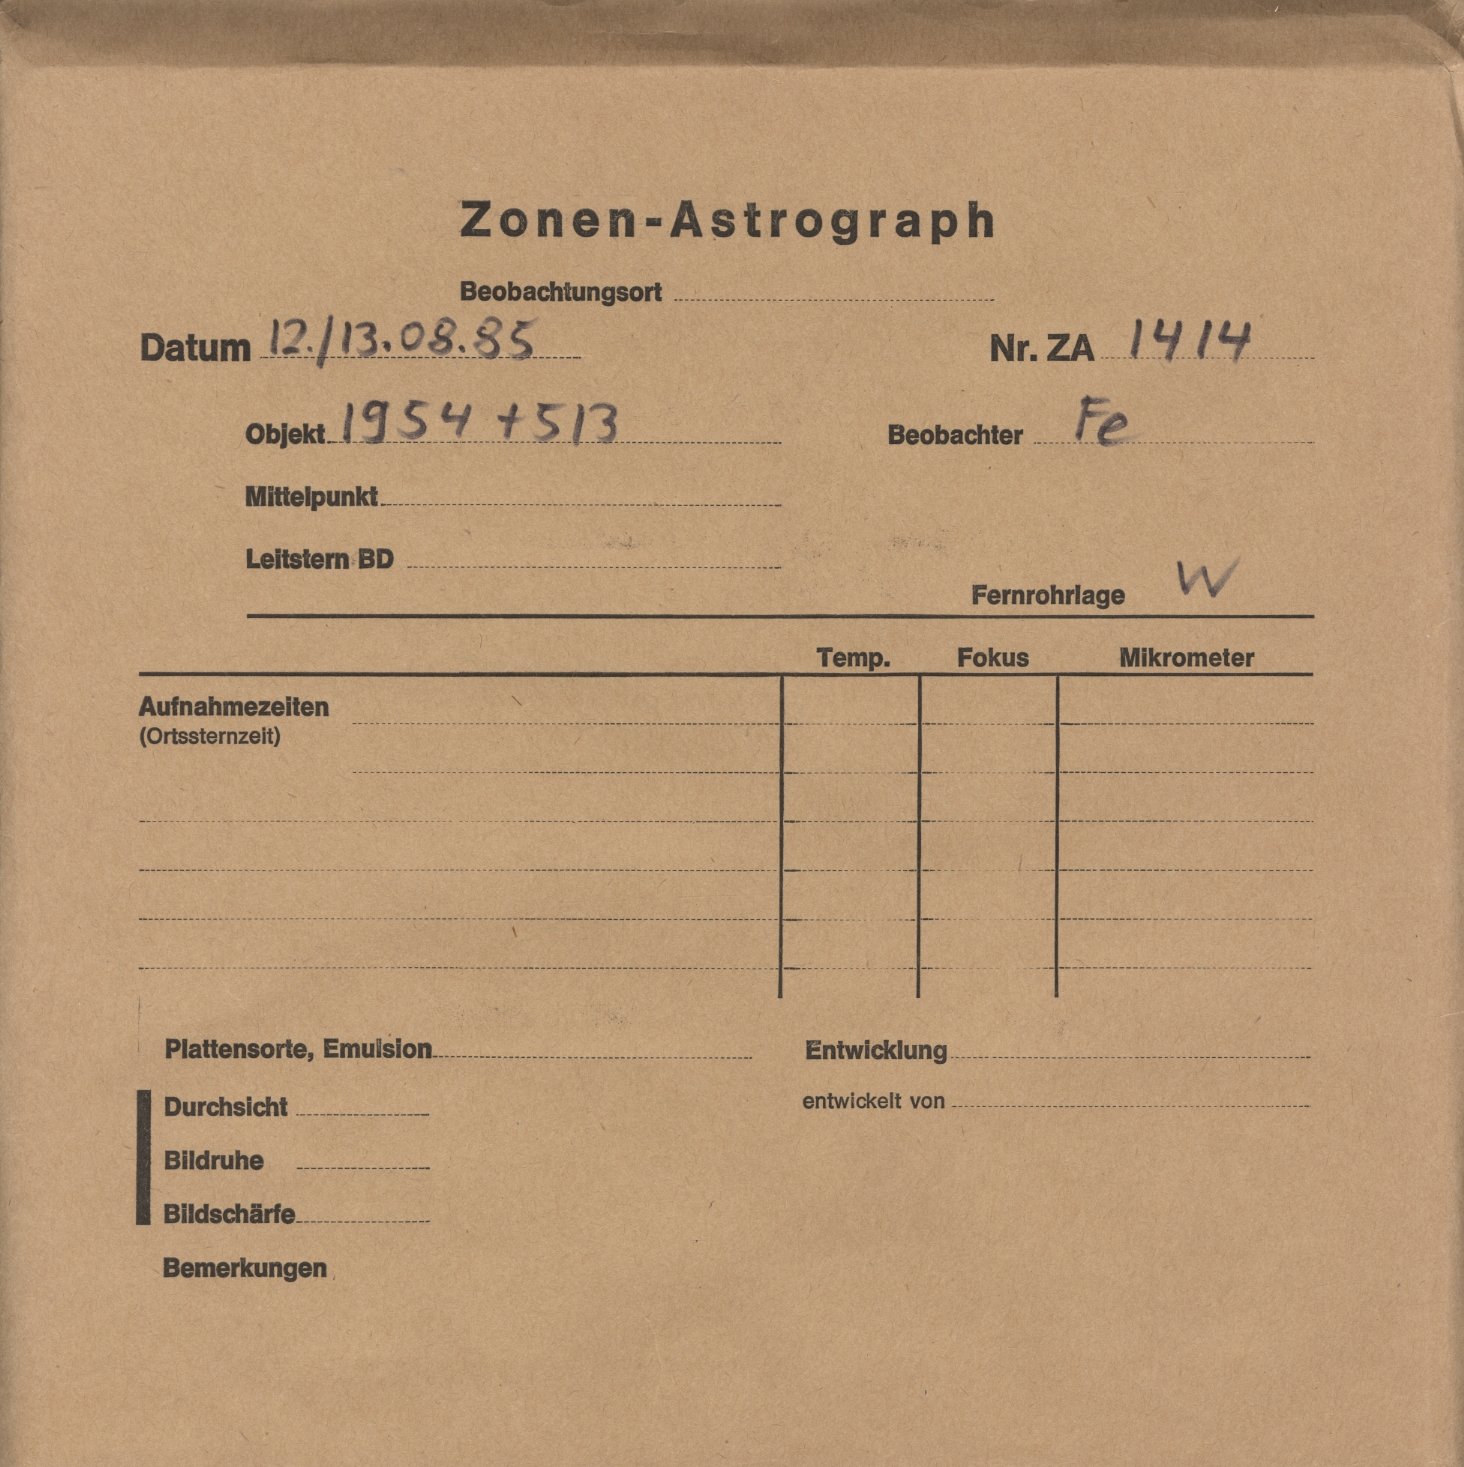 Zonen-Astrograph
Beobachtungsort
Datum 12./13.08.85 Nr. ZA 1414
Objekt 1954 +513 Beobachter Fe
Mittelpunkt
Leitstern BD
Fernrohrlage W
Temp. Fokus Mikrometer
Aufnahmezeiten
(Ortssternzeit)
Plattensorte, Emulsion Entwicklung
Durchsicht entwickelt von
Bildruhe
Bildschärfe
Bemerkungen